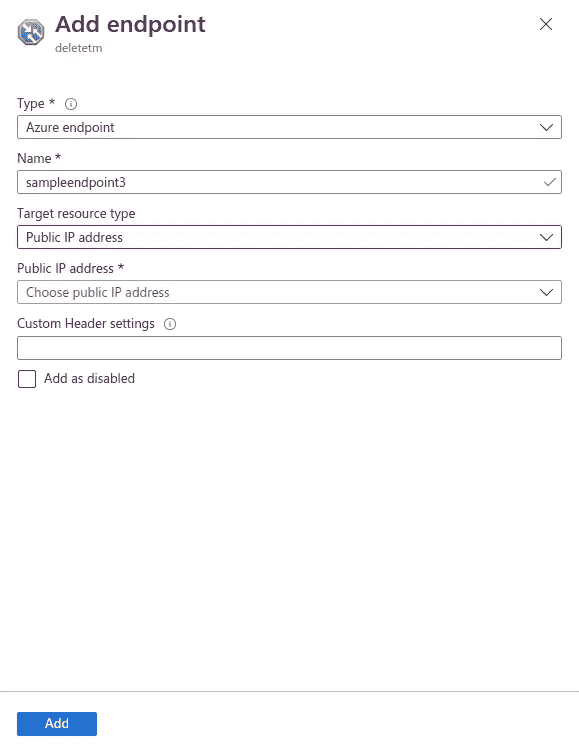 Add endpoint
deletetm
Type *
Azure endpoint
Name *
sampleendpoint3
Target resource type
Public IP address
Public IP address *
Choose public IP address
Custom Header settings
Add as disabled
Add